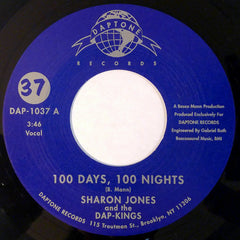 DAPTONE
RECORDS
37
DAP-1037 A
3:46
Vocal
A Bosco Mann Production
Produced Exclusively For
DAPTONE RECORDS
Engineered by Gabriel Roth
Bescosound Music, BMI
100 DAYS, 100 NIGHTS
(B. Mann)
SHARON JONES
and the
DAP-KINGS
DAPTONE RECORDS 115 Troutman St., Brooklyn, NY 11206